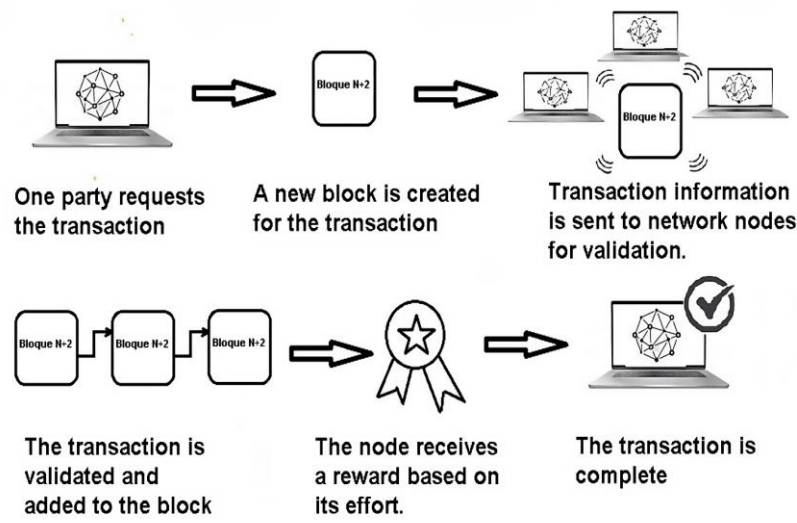 Bloque N+2
Bloque N+2
One party requests
the transaction
A new block is created
for the transaction
Transaction information
is sent to network nodes
for validation.
Bloque N+2
Bloque N+2
Bloque N+2
The transaction is
validated and
added to the block
The node receives
a reward based on
its effort.
The transaction is
complete